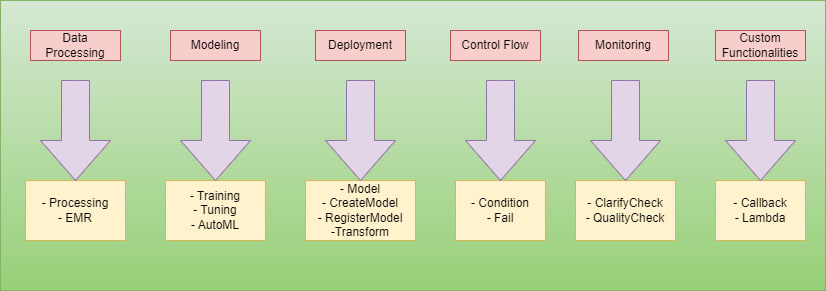 Data
Processing
Modeling
Deployment
Control Flow
Monitoring
Custom
Functionalities
- Processing
- EMR
- Training
- Tuning
- AutoML
- Model
- CreateModel
- RegisterModel
-Transform
- Condition
- Fail
- ClarifyCheck
- QualityCheck
- Callback
- Lambda